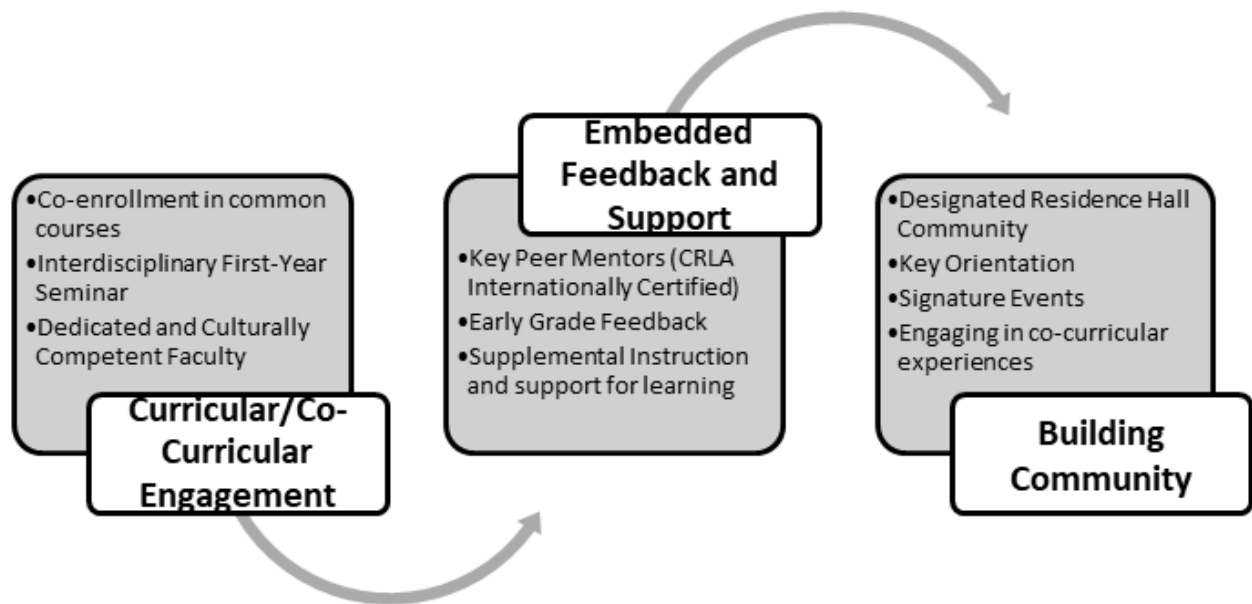 •Co-enrollment in common
courses
•Interdisciplinary First-Year
Seminar
•Dedicated and Culturally
Competent Faculty
Curricular/Co-
Curricular
Engagement
Embedded
Feedback and
Support
•Key Peer Mentors (CRLA
Internationally Certified)
•Early Grade Feedback
•Supplemental Instruction
and support for learning
•Designated Residence Hall
Community
•Key Orientation
•Signature Events
•Engaging in co-curricular
experiences
Building
Community